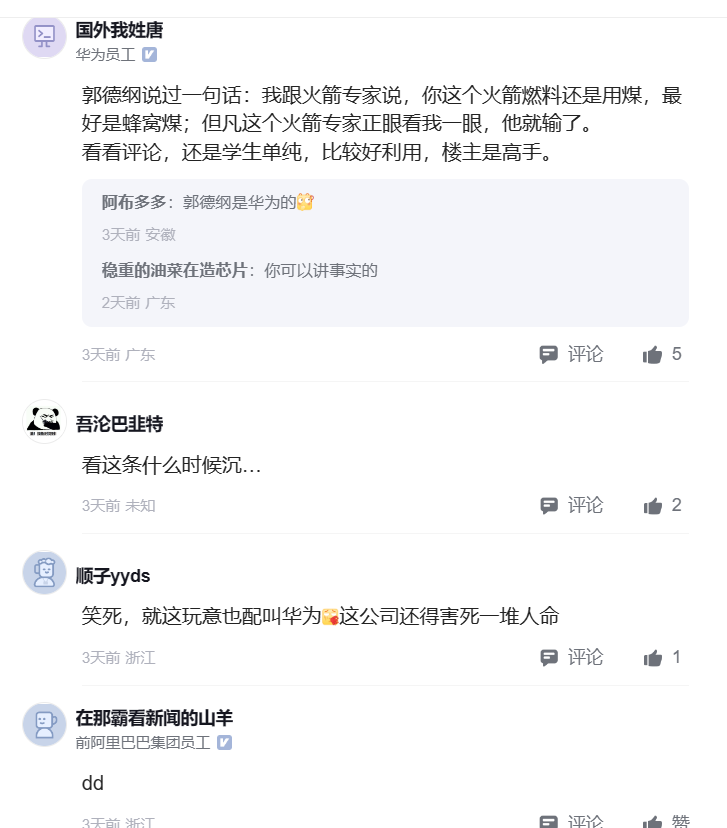 国外我姓唐
华为员工
郭德纲说过一句话：我跟火箭专家说，你这个火箭燃料还是用煤，最
好是蜂窝煤；但凡这个火箭专家正眼看我一眼，他就输了。
看看评论，还是学生单纯，比较好利用，楼主是高手。
阿布多多：郭德纲是华为的
3天前 安徽
稳重的油菜在造芯片：你可以讲事实的
2天前 广东
3天前 广东 评论 5
吾沦巴韭特
看这条什么时候沉…
3天前 未知 评论 2
顺子yyds
笑死，就这玩意也配叫华为这公司还得害死一堆人命
3天前 浙江 评论 1
在那霸看新闻的山羊
前阿里巴巴集团员工
dd
3天前 浙江 评论 赞